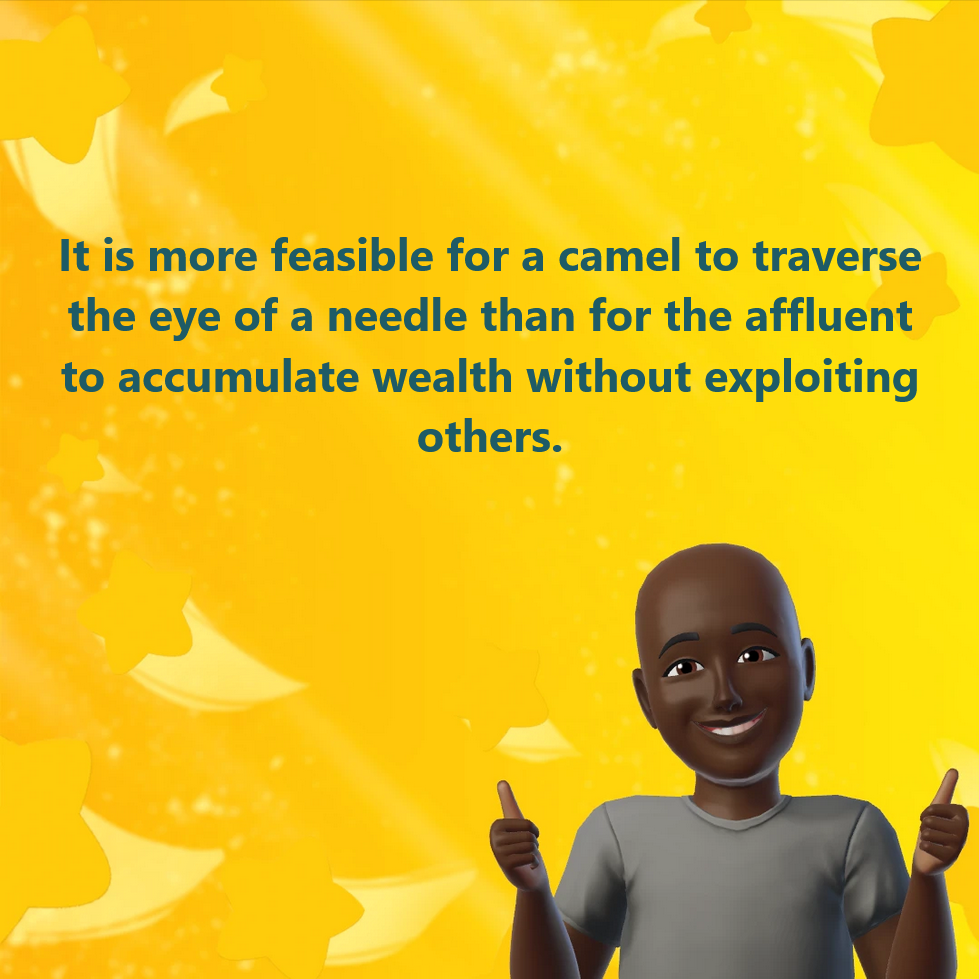 It is more feasible for a camel to traverse
the eye of a needle than for the affluent
to accumulate wealth without exploiting
others.